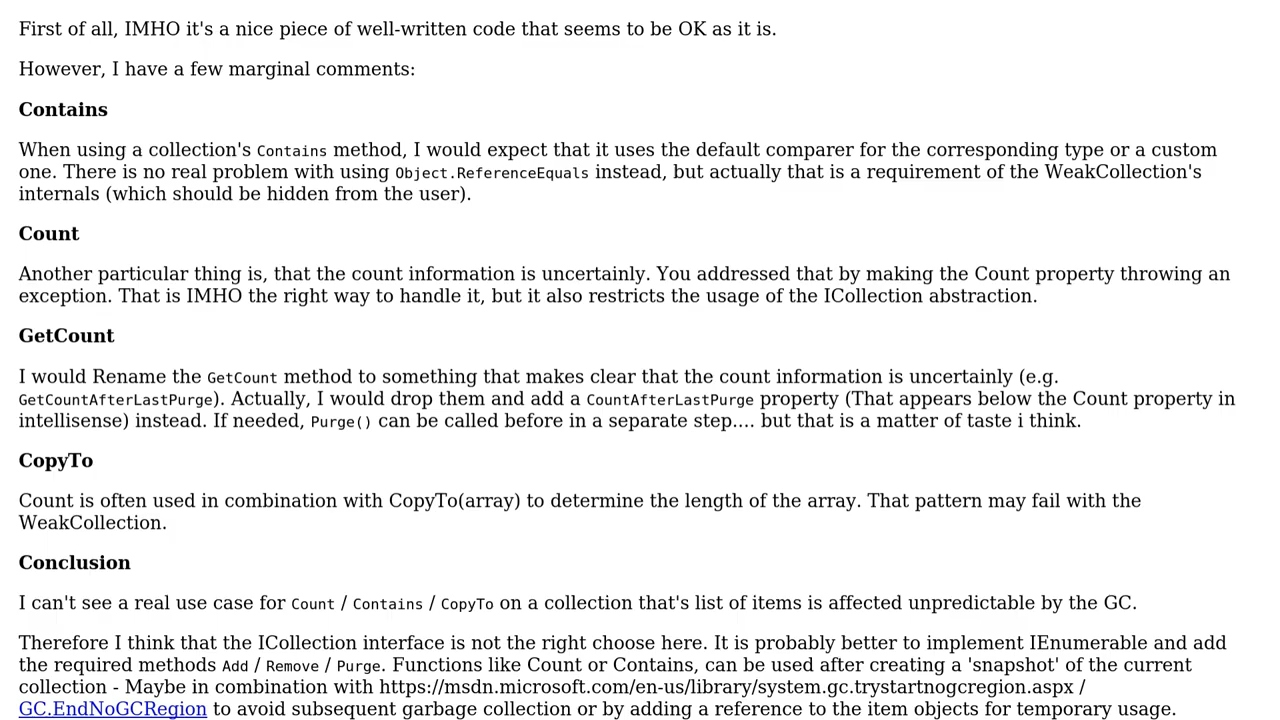 First of all, IMHO it's a nice piece of well-written code that seems to be OK as it is.
However, I have a few marginal comments:
Contains
When using a collection's Contains method, I would expect that it uses the default comparer for the corresponding type or a custom
one. There is no real problem with using Object.ReferenceEquals instead, but actually that is a requirement of the WeakCollection's
internals (which should be hidden from the user).
Count
Another particular thing is, that the count information is uncertainly. You addressed that by making the Count property throwing an
exception. That is IMHO the right way to handle it, but it also restricts the usage of the ICollection abstraction.
GetCount
I would Rename the GetCount method to something that makes clear that the count information is uncertainly (e.g.
GetCountAfterLastPurge). Actually, I would drop them and add a CountAfterLastPurge property (That appears below the Count property in
intellisense) instead. If needed, Purge() can be called before in a separate step.... but that is a matter of taste i think.
CopyTo
Count is often used in combination with CopyTo(array) to determine the length of the array. That pattern may fail with the
WeakCollection.
Conclusion
I can't see a real use case for Count / Contains / CopyTo on a collection that's list of items is affected unpredictable by the GC.
Therefore I think that the ICollection interface is not the right choose here. It is probably better to implement IEnumerable and add
the required methods Add / Remove / Purge. Functions like Count or Contains, can be used after creating a 'snapshot' of the current
collection - Maybe in combination with https://msdn.microsoft.com/en-us/library/system.gc.trystartnogcregion.aspx /
GC.EndNoGCRegion to avoid subsequent garbage collection or by adding a reference to the item objects for temporary usage.